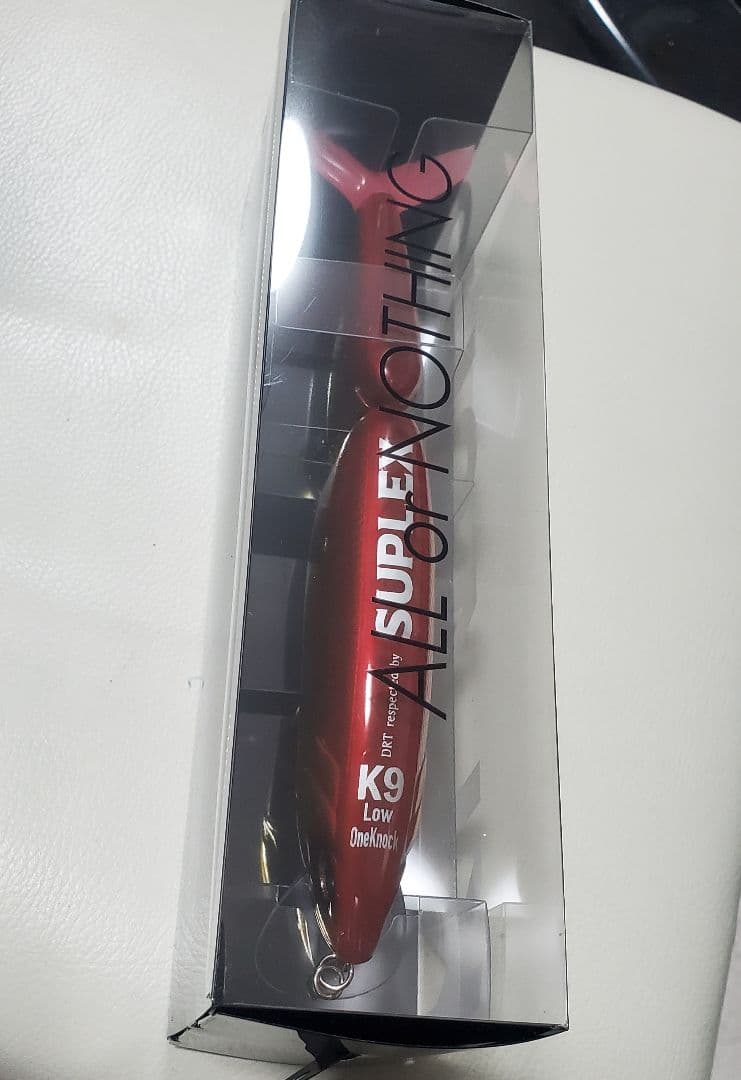 ALL or NOTHING
DRT respected by SUPLEX
K9
Low
OneKnock